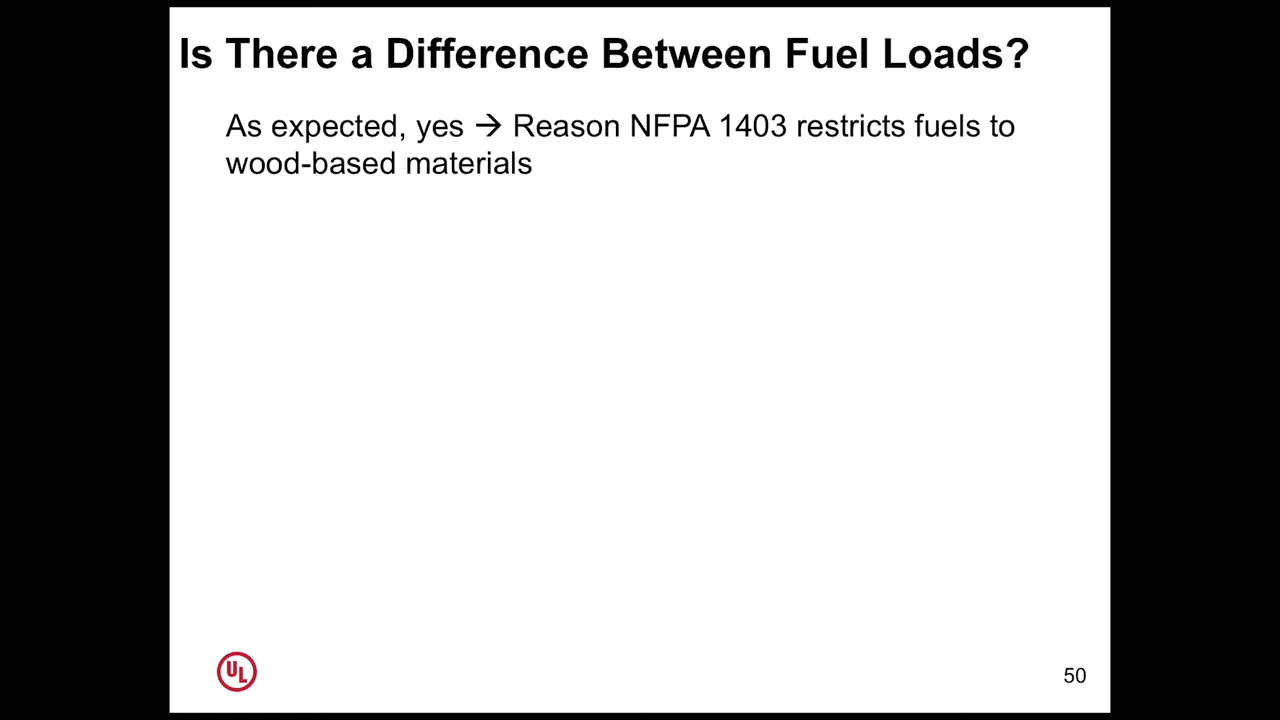 Is There a Difference Between Fuel Loads?
As expected, yes → Reason NFPA 1403 restricts fuels to
wood-based materials
UL
50